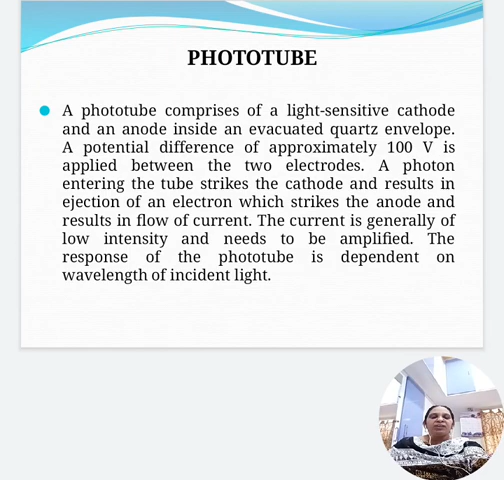 PHOTOTUBE
A phototube comprises of a light-sensitive cathode
and an anode inside an evacuated quartz envelope.
A potential difference of approximately 100 V is
applied between the two electrodes. A photon
entering the tube strikes the cathode and results in
ejection of an electron which strikes the anode and
results in flow of current. The current is generally of
low intensity and needs to be amplified. The
response of the phototube is dependent on
wavelength of incident light.